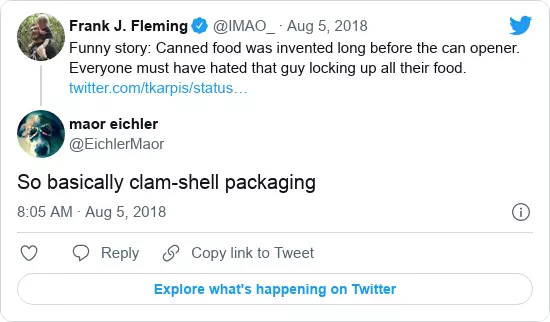 Frank J. Fleming @IMAO_ · Aug 5, 2018
Funny story: Canned food was invented long before the can opener.
Everyone must have hated that guy locking up all their food.
twitter.com/tkarpis/status…
maor eichler
@EichlerMaor
So basically clam-shell packaging
8:05 AM · Aug 5, 2018
Reply Copy link to Tweet
Explore what's happening on Twitter